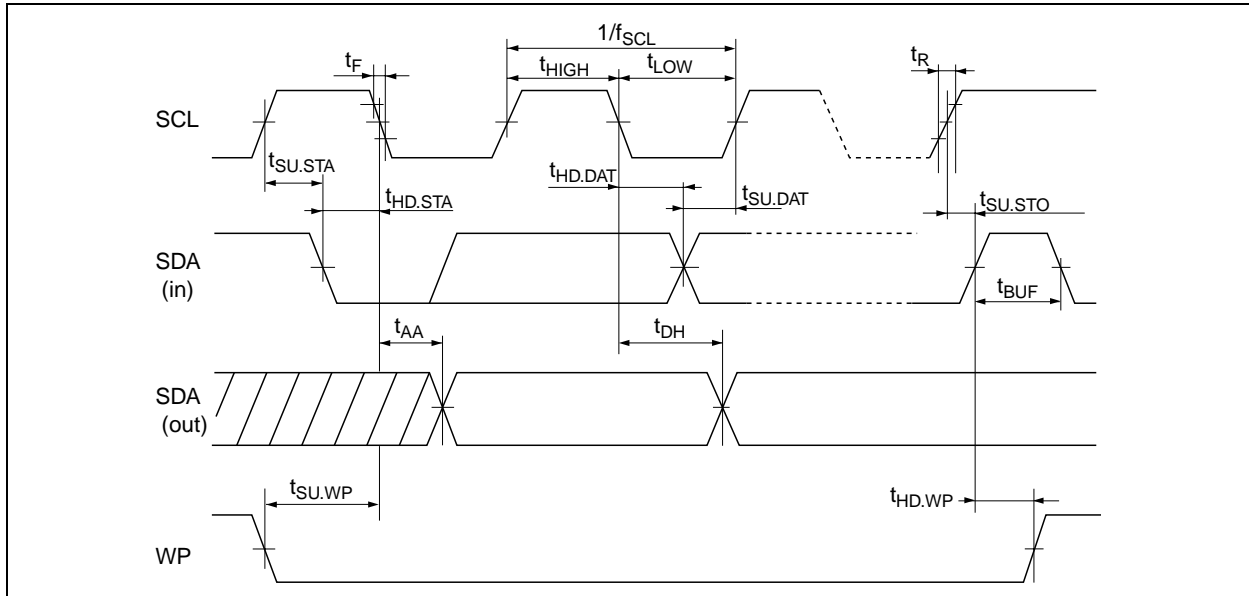 1/fSCL
tF
tHIGH
tLOW
tR
SCL
tSU.STA
tHD.DAT
tHD.STA
tSU.DAT
tSU.STO
SDA
(in)
tBUF
tAA
tDH
SDA
(out)
tSU.WP
tHD.WP
WP